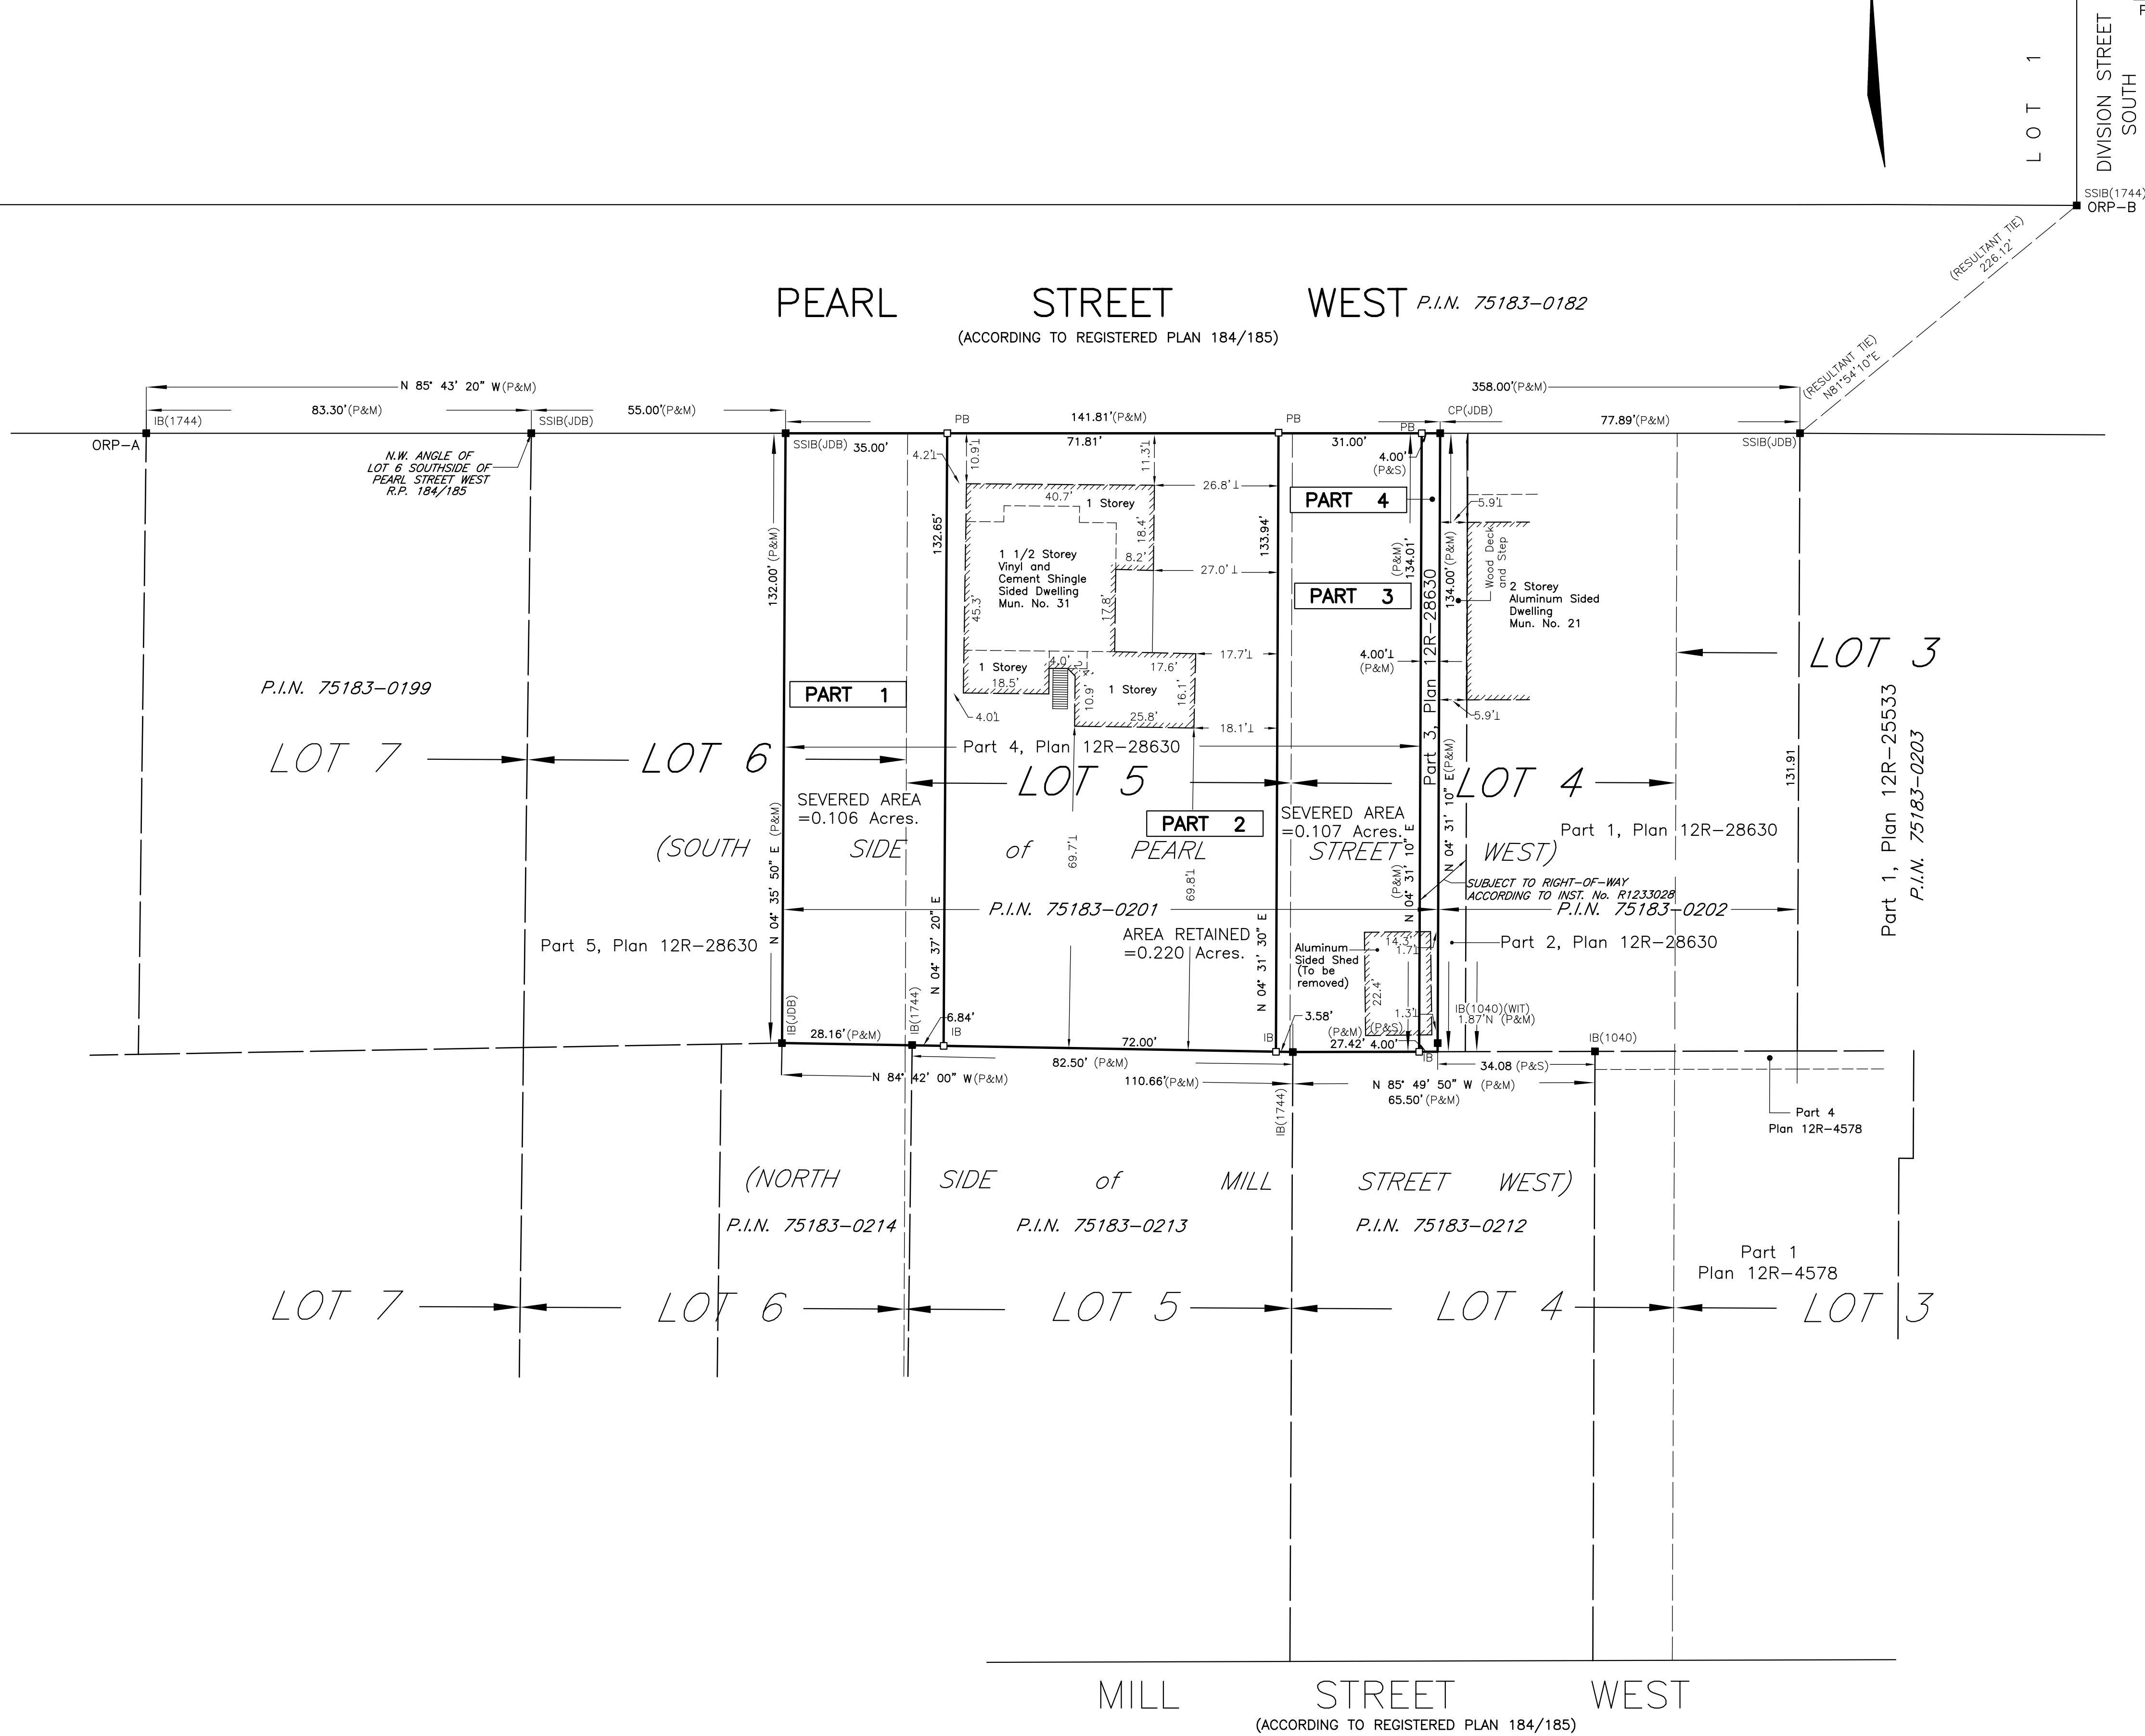 LOT 1
DIVISION STREET
SOUTH
SSIB(1744)
ORP-B
(RESULTANT TIE)
226.12'
PEARL STREET WEST P.I.N. 75183-0182
(ACCORDING TO REGISTERED PLAN 184/185)
(RESULTANT TIE)
N81°54'10"E
N 85° 43' 20" W(P&M)
358.00'(P&M)
83.30'(P&M)
55.00'(P&M)
141.81'(P&M)
77.89'(P&M)
IB(1744)
SSIB(JDB)
PB
PB
PB
CP(JDB)
ORP-A
SSIB(JDB)
35.00'
71.81'
31.00'
4.00'
(P&S)
SSIB(JDB)
N.W. ANGLE OF
LOT 6 SOUTHSIDE OF
PEARL STREET WEST
R.P. 184/185
4.2'⊥
10.9'⊥
11.3'⊥
26.8'⊥
40.7'
1 Storey
PART 4
5.9'⊥
132.00' (P&M)
132.65'
18.4'
133.94'
(P&M)
134.01'
134.00'(P&M)
Wood Deck
and Step
1 1/2 Storey
Vinyl and
Cement Shingle
Sided Dwelling
Mun. No. 31
8.2'
27.0'⊥
45.3'
17.8'
PART 3
2 Storey
Aluminum Sided
Dwelling
Mun. No. 21
Part 3, Plan 12R-28630
4.00'⊥
(P&M)
17.7'⊥
1 Storey
4.0'
17.6'
18.5'
10.9'
1 Storey
16.1'
25.8'
18.1'⊥
4.0'⊥
5.9'⊥
LOT 3
Part 1, Plan 12R-25533
P.I.N. 75183-0203
P.I.N. 75183-0199
PART 1
Part 4, Plan 12R-28630
LOT 7
LOT 6
LOT 5
LOT 4
131.91
SEVERED AREA
=0.106 Acres.
PART 2
SEVERED AREA
=0.107 Acres.
Part 1, Plan 12R-28630
(SOUTH SIDE of PEARL STREET WEST)
69.7'⊥
69.8'⊥
N 04° 35' 50" E (P&M)
N 04° 37' 20" E
N 04° 31' 30" E
(P&M)
N 04° 31' 10" E
N 04° 31' 10" E(P&M)
SUBJECT TO RIGHT-OF-WAY
ACCORDING TO INST. No. R1233028
P.I.N. 75183-0201
P.I.N. 75183-0202
Part 5, Plan 12R-28630
AREA RETAINED
=0.220 Acres.
Aluminum
Sided Shed
(To be
removed)
14.3'
1.7'⊥
22.4'
1.3'⊥
Part 2, Plan 12R-28630
IB(JDB)
IB(1744)
IB(1040)(WIT)
1.87'N (P&M)
28.16'(P&M)
6.84'
IB
72.00'
IB
3.58'
(P&M)
27.42'
(P&S)
4.00'
IB
IB(1040)
82.50' (P&M)
34.08 (P&S)
N 84° 42' 00" W(P&M)
110.66'(P&M)
IB(1744)
N 85° 49' 50" W (P&M)
65.50' (P&M)
Part 4
Plan 12R-4578
(NORTH SIDE of MILL STREET WEST)
P.I.N. 75183-0214
P.I.N. 75183-0213
P.I.N. 75183-0212
Part 1
Plan 12R-4578
LOT 7
LOT 6
LOT 5
LOT 4
LOT 3
MILL STREET WEST
(ACCORDING TO REGISTERED PLAN 184/185)